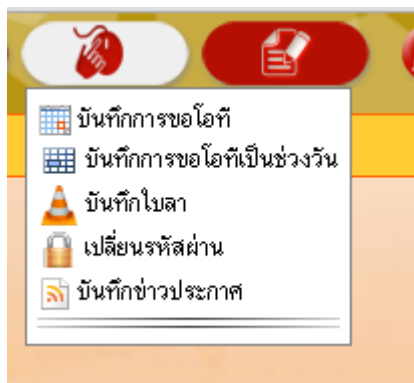 บันทึกการขอโอที
บันทึกการขอโอทีเป็นช่วงวัน
บันทึกใบลา
เปลี่ยนรหัสผ่าน
บันทึกข่าวประกาศ